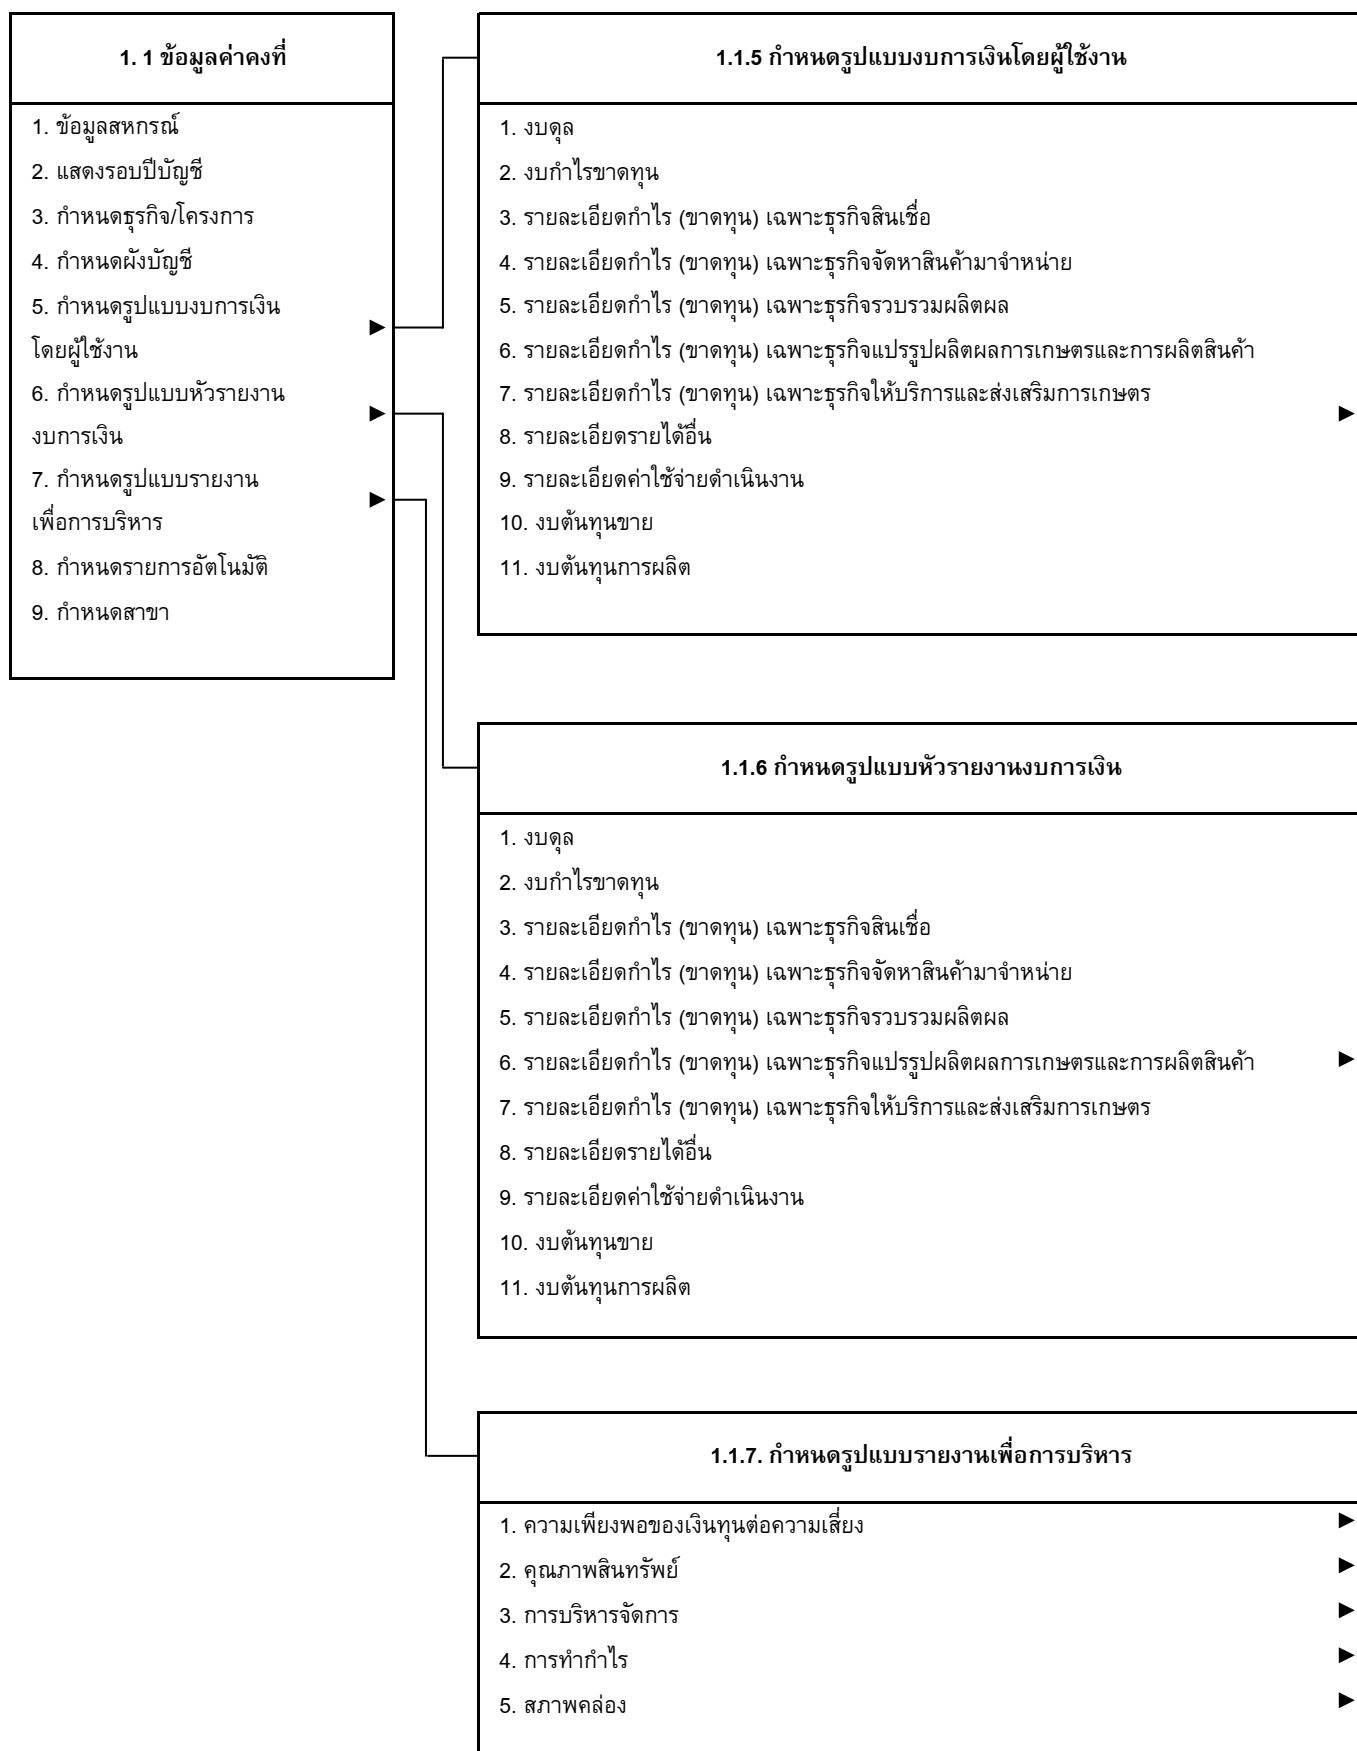 1. 1 ข้อมูลค่าคงที่
1. ข้อมูลสหกรณ์
2. แสดงรอบปีบัญชี
3. กำหนดธุรกิจ/โครงการ
4. กำหนดผังบัญชี
5. กำหนดรูปแบบงบการเงิน
โดยผู้ใช้งาน
6. กำหนดรูปแบบหัวรายงาน
งบการเงิน
7. กำหนดรูปแบบรายงาน
เพื่อการบริหาร
8. กำหนดรายการอัตโนมัติ
9. กำหนดสาขา
1.1.5 กำหนดรูปแบบงบการเงินโดยผู้ใช้งาน
1. งบดุล
2. งบกำไรขาดทุน
3. รายละเอียดกำไร (ขาดทุน) เฉพาะธุรกิจสินเชื่อ
4. รายละเอียดกำไร (ขาดทุน) เฉพาะธุรกิจจัดหาสินค้ามาจำหน่าย
5. รายละเอียดกำไร (ขาดทุน) เฉพาะธุรกิจรวบรวมผลิตผล
6. รายละเอียดกำไร (ขาดทุน) เฉพาะธุรกิจแปรรูปผลิตผลการเกษตรและการผลิตสินค้า
7. รายละเอียดกำไร (ขาดทุน) เฉพาะธุรกิจให้บริการและส่งเสริมการเกษตร
8. รายละเอียดรายได้อื่น
9. รายละเอียดค่าใช้จ่ายดำเนินงาน
10. งบต้นทุนขาย
11. งบต้นทุนการผลิต
1.1.6 กำหนดรูปแบบหัวรายงานงบการเงิน
1. งบดุล
2. งบกำไรขาดทุน
3. รายละเอียดกำไร (ขาดทุน) เฉพาะธุรกิจสินเชื่อ
4. รายละเอียดกำไร (ขาดทุน) เฉพาะธุรกิจจัดหาสินค้ามาจำหน่าย
5. รายละเอียดกำไร (ขาดทุน) เฉพาะธุรกิจรวบรวมผลิตผล
6. รายละเอียดกำไร (ขาดทุน) เฉพาะธุรกิจแปรรูปผลิตผลการเกษตรและการผลิตสินค้า
7. รายละเอียดกำไร (ขาดทุน) เฉพาะธุรกิจให้บริการและส่งเสริมการเกษตร
8. รายละเอียดรายได้อื่น
9. รายละเอียดค่าใช้จ่ายดำเนินงาน
10. งบต้นทุนขาย
11. งบต้นทุนการผลิต
1.1.7. กำหนดรูปแบบรายงานเพื่อการบริหาร
1. ความเพียงพอของเงินทุนต่อความเสี่ยง
2. คุณภาพสินทรัพย์
3. การบริหารจัดการ
4. การทำกำไร
5. สภาพคล่อง